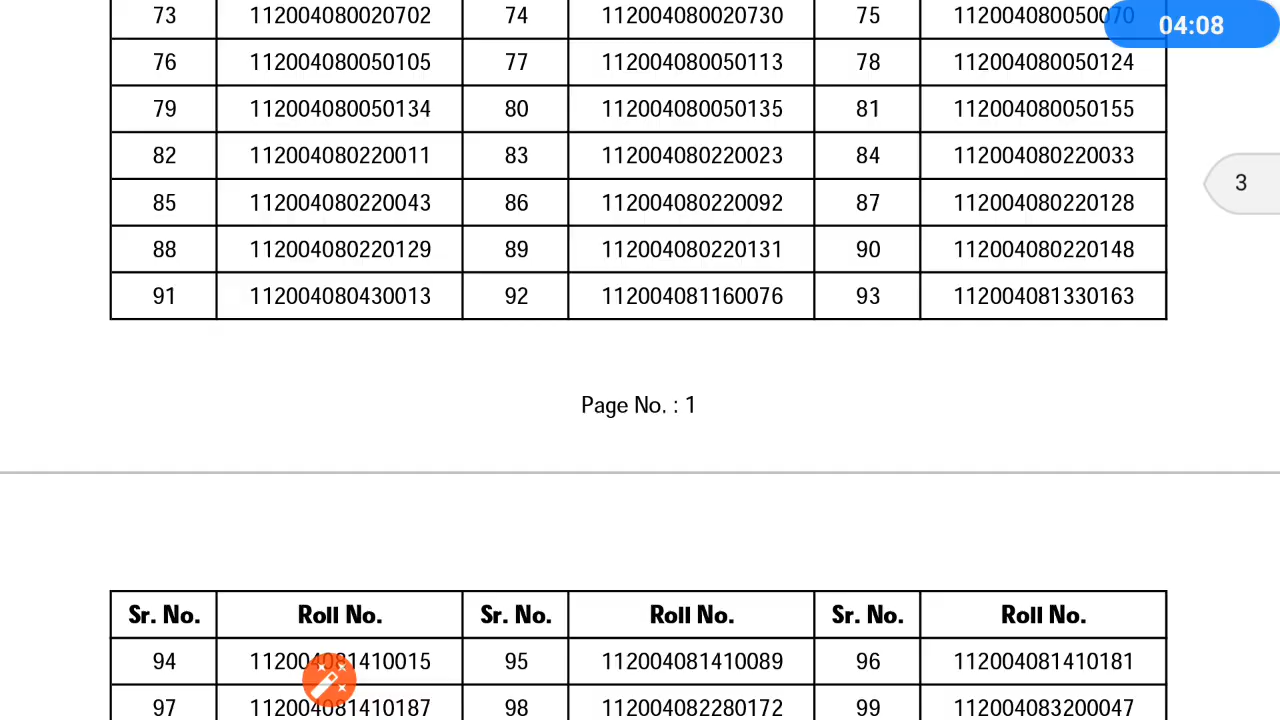 73 112004080020702 74 112004080020730 75 112004080050070
04:08
76 112004080050105 77 112004080050113 78 112004080050124
79 112004080050134 80 112004080050135 81 112004080050155
82 112004080220011 83 112004080220023 84 112004080220033
3
85 112004080220043 86 112004080220092 87 112004080220128
88 112004080220129 89 112004080220131 90 112004080220148
91 112004080430013 92 112004081160076 93 112004081330163
Page No. : 1
Sr. No. Roll No. Sr. No. Roll No. Sr. No. Roll No.
94 112004081410015 95 112004081410089 96 112004081410181
97 112004081410187 98 112004082280172 99 112004083200047